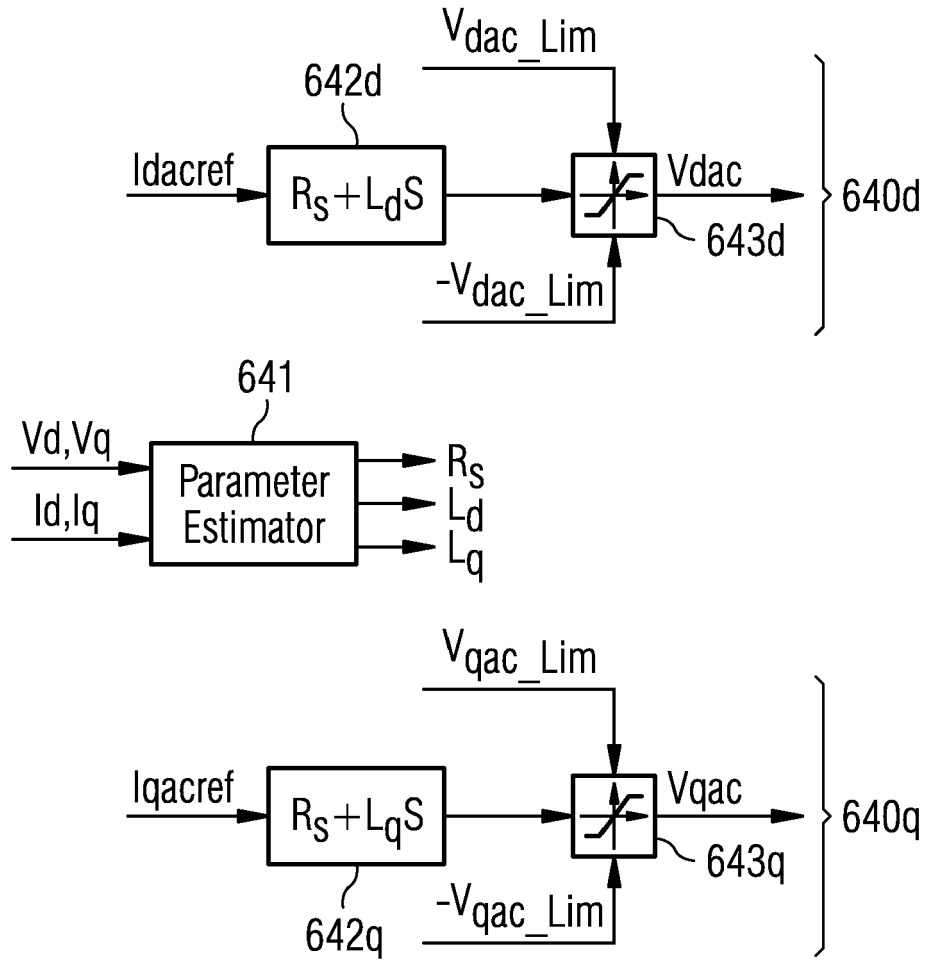 Vdac_Lim
642d
Idacref
Rs+LdS
Vdac
640d
643d
-Vdac_Lim
641
Vd,Vq
Id,Iq
Parameter
Estimator
Rs
Ld
Lq
Vqac_Lim
Iqacref
Rs+LqS
Vqac
640q
643q
642q
-Vqac_Lim